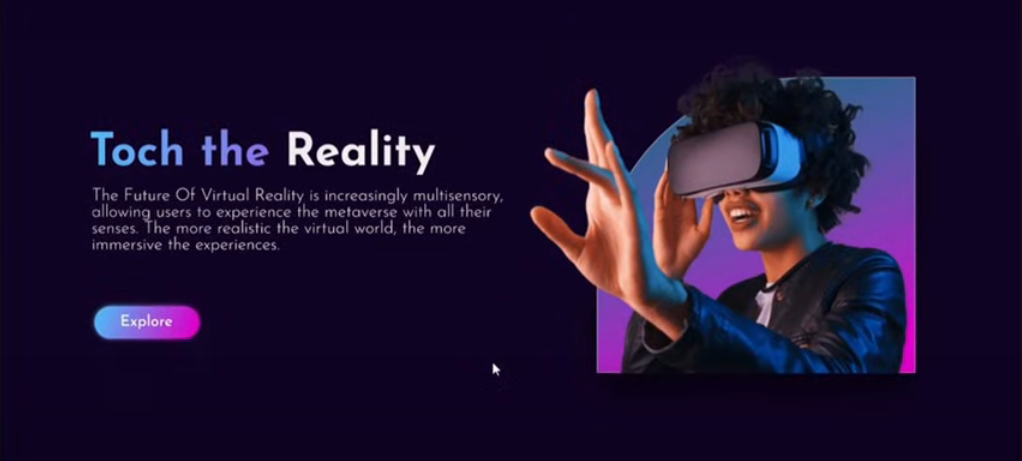 Toch the Reality
The Future Of Virtual Reality is increasingly multisensory,
allowing users to experience the metaverse with all their
senses. The more realistic the virtual world, the more
immersive the experiences.
Explore